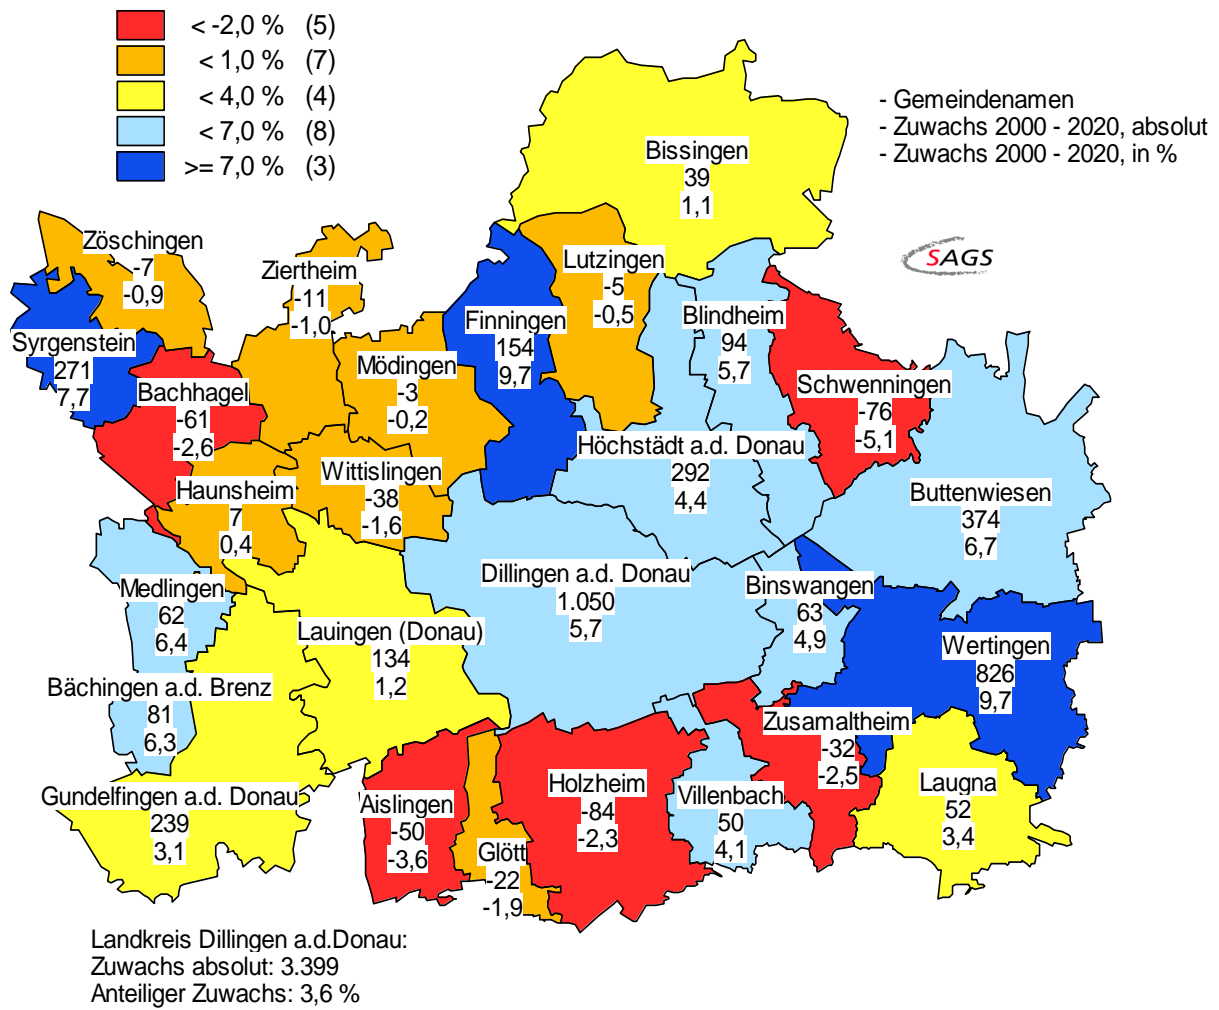 < -2,0 % (5)
< 1,0 % (7)
< 4,0 % (4)
< 7,0 % (8)
>= 7,0 % (3)
- Gemeindenamen
- Zuwachs 2000 - 2020, absolut
- Zuwachs 2000 - 2020, in %
SAGS
Bissingen
39
1,1
Zöschingen
-7
-0,9
Ziertheim
-11
-1,0
Lutzingen
-5
-0,5
Blindheim
94
5,7
Finningen
154
9,7
Syrgenstein
271
7,7
Mödingen
-3
-0,2
Bachhagel
-61
-2,6
Schwenningen
-76
-5,1
Höchstädt a.d. Donau
292
4,4
Wittislingen
-38
-1,6
Haunsheim
7
0,4
Buttenwiesen
374
6,7
Dillingen a.d. Donau
1.050
5,7
Medlingen
62
6,4
Binswangen
63
4,9
Lauingen (Donau)
134
1,2
Wertingen
826
9,7
Bächingen a.d. Brenz
81
6,3
Zusamaltheim
-32
-2,5
Gundelfingen a.d. Donau
239
3,1
Aislingen
-50
-3,6
Holzheim
-84
-2,3
Villenbach
50
4,1
Laugna
52
3,4
Glött
-22
-1,9
Landkreis Dillingen a.d.Donau:
Zuwachs absolut: 3.399
Anteiliger Zuwachs: 3,6 %